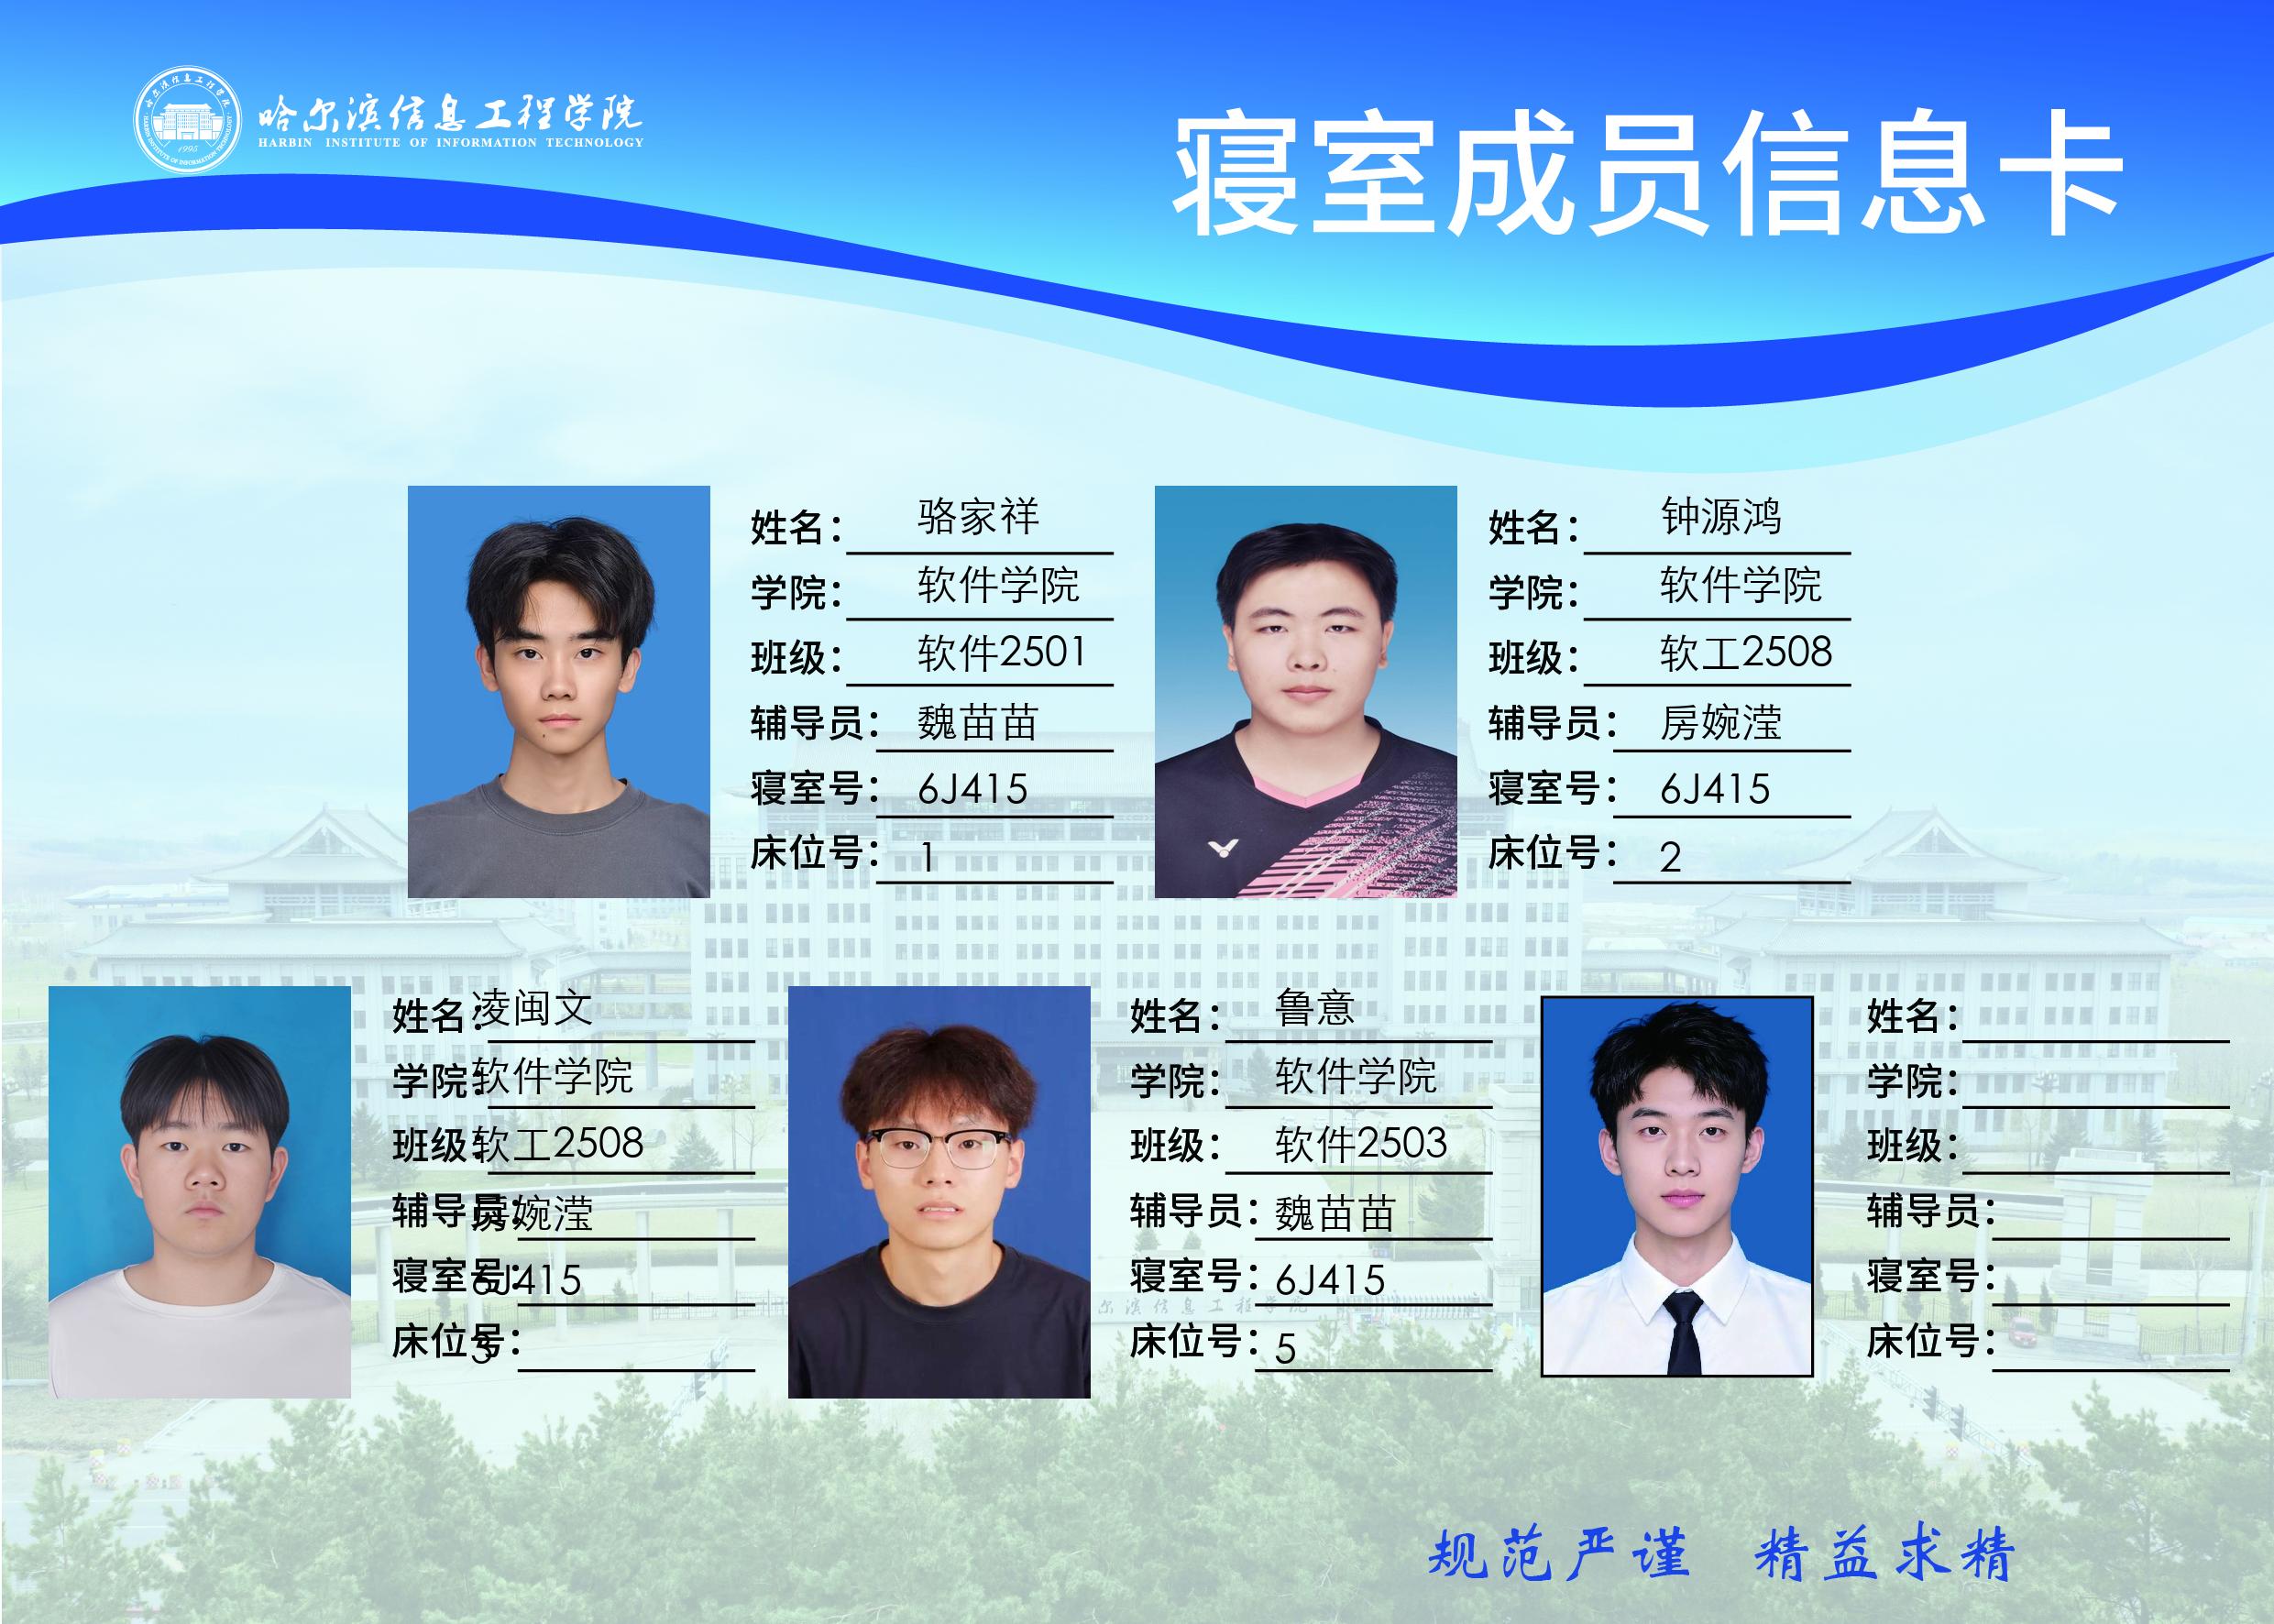 哈尔滨信息工程学院
HARBIN INSTITUTE OF INFORMATION TECHNOLOGY
1995
寝室成员信息卡
姓名： 骆家祥
学院： 软件学院
班级： 软件2501
辅导员： 魏苗苗
寝室号： 6J415
床位号： 1
姓名： 钟源鸿
学院： 软件学院
班级： 软工2508
辅导员： 房婉滢
寝室号： 6J415
床位号： 2
姓名：凌闽文
学院：软件学院
班级：软工2508
辅导员：房婉滢
寝室号：6J415
床位号：3
姓名： 鲁意
学院： 软件学院
班级： 软件2503
辅导员： 魏苗苗
寝室号： 6J415
床位号： 5
姓名：
学院：
班级：
辅导员：
寝室号：
床位号：
规范严谨 精益求精